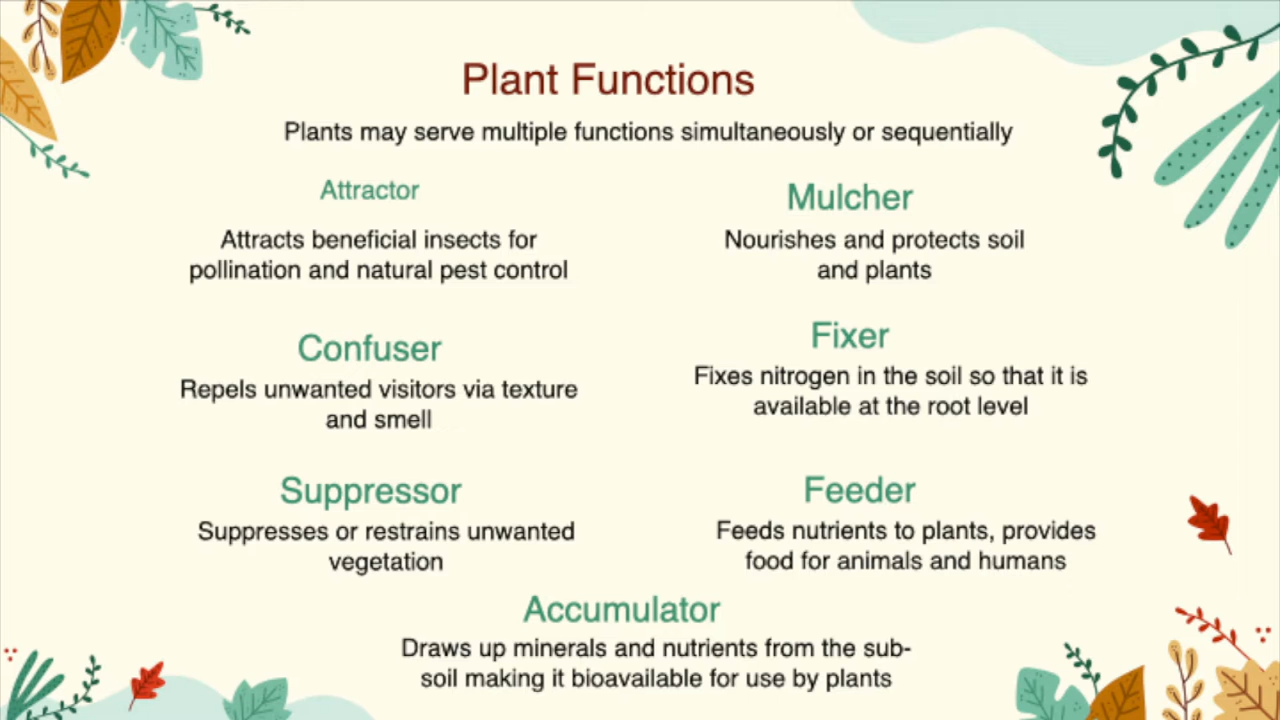 Plant Functions
Plants may serve multiple functions simultaneously or sequentially
Attractor
Attracts beneficial insects for
pollination and natural pest control
Mulcher
Nourishes and protects soil
and plants
Confuser
Repels unwanted visitors via texture
and smell
Fixer
Fixes nitrogen in the soil so that it is
available at the root level
Suppressor
Suppresses or restrains unwanted
vegetation
Feeder
Feeds nutrients to plants, provides
food for animals and humans
Accumulator
Draws up minerals and nutrients from the sub-
soil making it bioavailable for use by plants